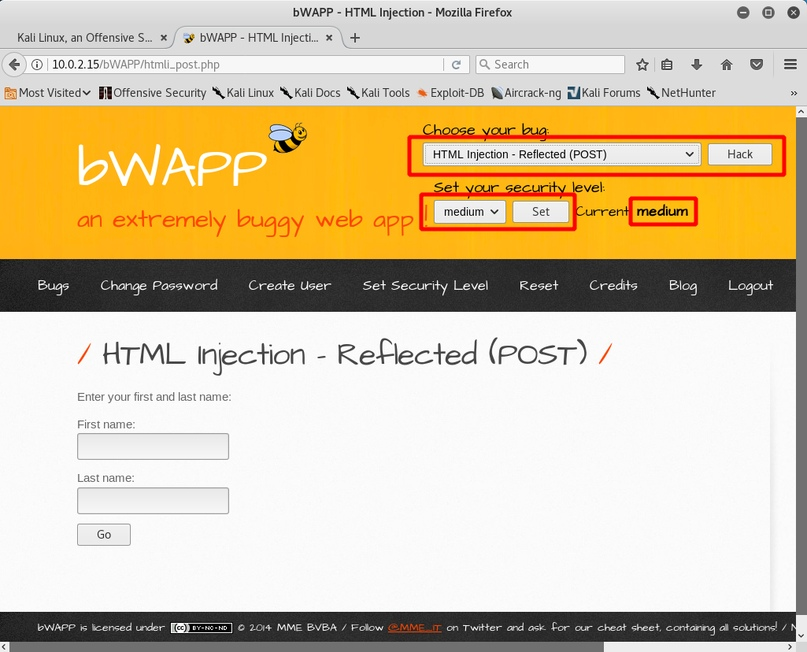 bWAPP - HTML Injection - Mozilla Firefox
Kali Linux, an Offensive S... × bWAPP - HTML Injecti... × +
10.0.2.15/bWAPP/htmli_post.php Search
Most Visited Offensive Security Kali Linux Kali Docs Kali Tools Exploit-DB Aircrack-ng Kali Forums NetHunter »
Choose your bug:
HTML Injection - Reflected (POST) Hack
bWAPP
Set your security level:
an extremely buggy web app ! medium Set Current: medium
Bugs Change Password Create User Set Security Level Reset Credits Blog Logout
/ HTML Injection - Reflected (POST) /
Enter your first and last name:
First name:
Last name:
Go
bWAPP is licensed under (cc) BY-NC-ND © 2014 MME BVBA / Follow @MME_IT on Twitter and ask for our cheat sheet, containing all solutions! /